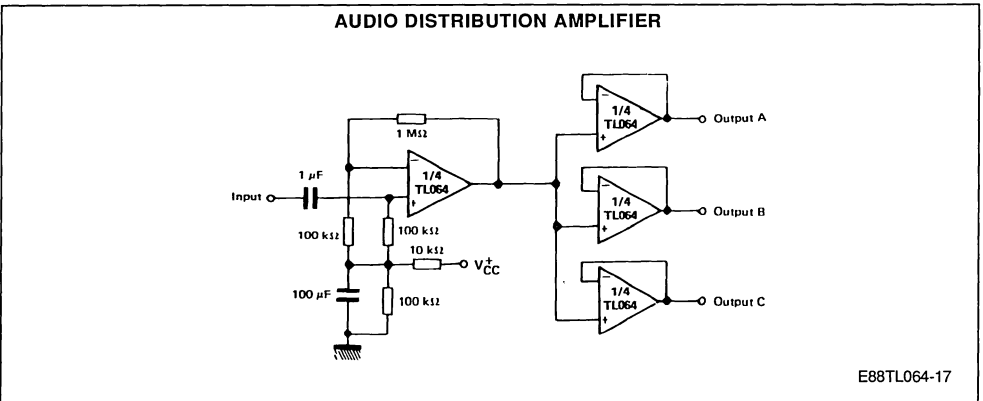 AUDIO DISTRIBUTION AMPLIFIER
1/4
TL064
Output A
1 MΩ
1 µF
1/4
TL064
Input
1/4
TL064
Output B
100 kΩ
100 kΩ
10 kΩ
V+CC
100 µF
100 kΩ
1/4
TL064
Output C
E88TL064-17